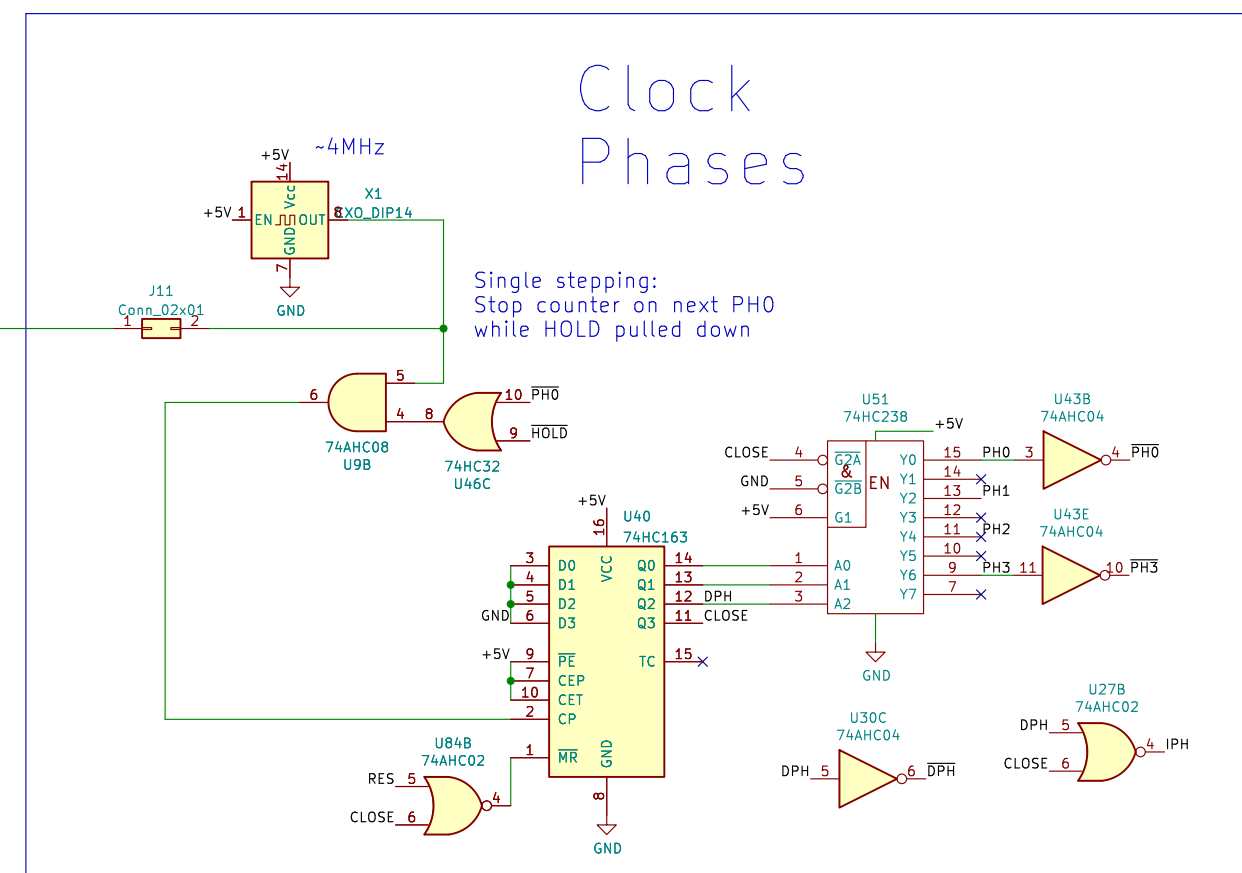 Clock
Phases
~4MHz
+5V
14
Vcc
X1
CXO_DIP14
+5V 1 EN OUT 8
GND
7
GND
Single stepping:
Stop counter on next PH0
while HOLD pulled down
J11
Conn_02x01
1 2
5
6
4 8
74AHC08
U9B
10 PH0
9 HOLD
74HC32
U46C
U51
74HC238
+5V
CLOSE 4 G2A
&
GND 5 G2B
EN
+5V 6 G1
1 A0
2 A1
3 A2
Y0 15 PH0
Y1 14
Y2 13 PH1
Y3 12
Y4 11 PH2
Y5 10
Y6 9 PH3
Y7 7
GND
U43B
74AHC04
3 4 PH0
U43E
74AHC04
11 10 PH3
+5V
16
VCC
U40
74HC163
3 D0
4 D1
5 D2
GND 6 D3
+5V 9 PE
7 CEP
10 CET
2 CP
1 MR
Q0 14
Q1 13
Q2 12 DPH
Q3 11 CLOSE
TC 15
GND
8
GND
U84B
74AHC02
RES 5
4
CLOSE 6
U30C
74AHC04
DPH 5 6 DPH
U27B
74AHC02
DPH 5
4 IPH
CLOSE 6